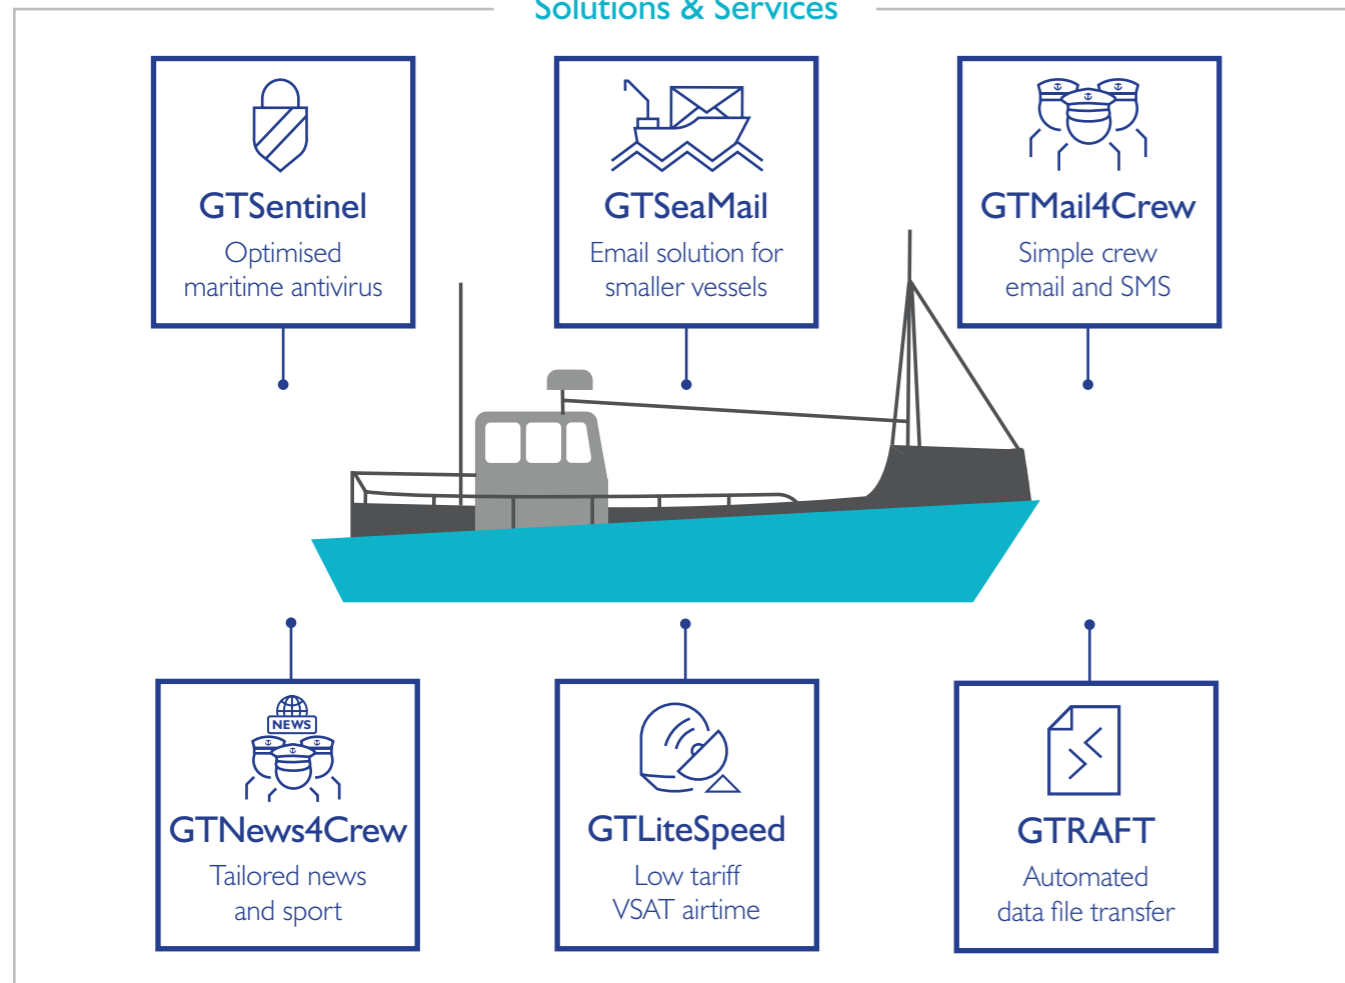 Solutions & Services
GTSentinel
Optimised
maritime antivirus
GTSeaMail
Email solution for
smaller vessels
GTMail4Crew
Simple crew
email and SMS
NEWS
GTNews4Crew
Tailored news
and sport
GTLiteSpeed
Low tariff
VSAT airtime
GTRAFT
Automated
data file transfer